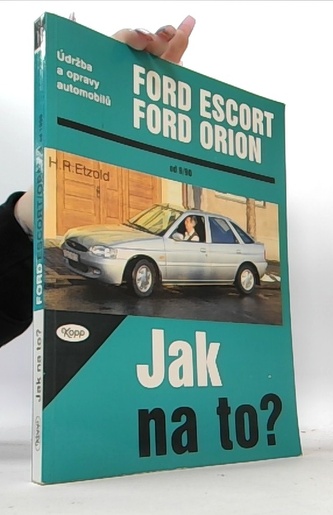 Údržba
a opravy
automobilů
FORD ESCORT
FORD ORION
od 9/90
H.R.Etzold
Kopp
Jak
na to?
FORD ESCORT/ORION
Jak na to?
Kopp